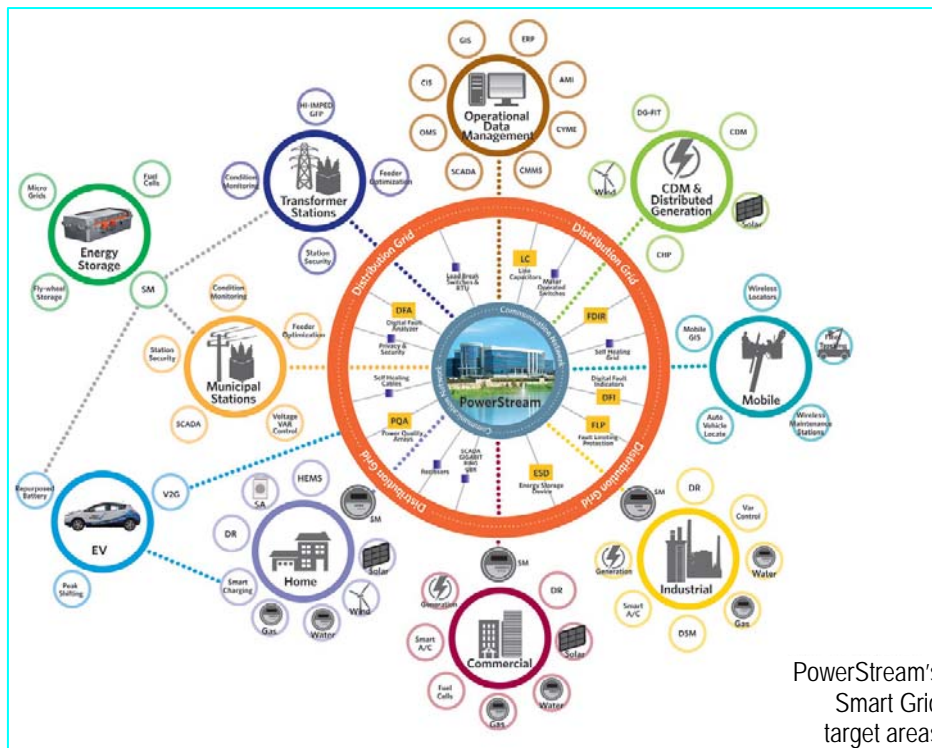 GIS
ERP
CIS
AMI
Operational
Data
Management
OMS
CYME
SCADA
CMMS
HI-IMPED
GFP
Condition
Monitoring
Feeder
Optimization
Transformer
Stations
Station
Security
DG-FIT
CDM
Wind
CDM &
Distributed
Generation
Solar
CHP
Micro
Grids
Fuel
Cells
Energy
Storage
Fly-wheel
Storage
SM
Condition
Monitoring
Station
Security
Feeder
Optimization
Municipal
Stations
SCADA
Voltage
VAR
Control
Distribution Grid
Distribution Grid
Distribution Grid
Distribution Grid
Load Break
Switches &
RTU
LC
Line
Capacitors
Motor
Operated
Switches
DFA
Digital Fault
Analyzer
FDIR
Privacy &
Security
Self Healing
Grid
Self Healing
Cables
Digital Fault
Indicators
DFI
PQA
Power Quality
FLP
Fault Locating
Protection
Reclosers
SCADA
GIGABIT
ESD
Energy Storage
Device
Communication Network
Communication Network
PowerStream
Wireless
Locators
Mobile
GIS
Fleet
Tracking
Mobile
Auto
Vehicle
Locate
Wireless
Maintenance
Stations
Repurposed
Battery
V2G
EV
Peak
Shifting
Smart
Charging
SA
HEMS
SM
DR
Home
Solar
Wind
Gas
Water
SM
Generation
DR
Smart
A/C
Commercial
Solar
Fuel
Cells
Gas
Water
SM
DR
Var
Control
Generation
Water
Industrial
Smart
A/C
DSM
Gas
PowerStream's
Smart Grid
target areas